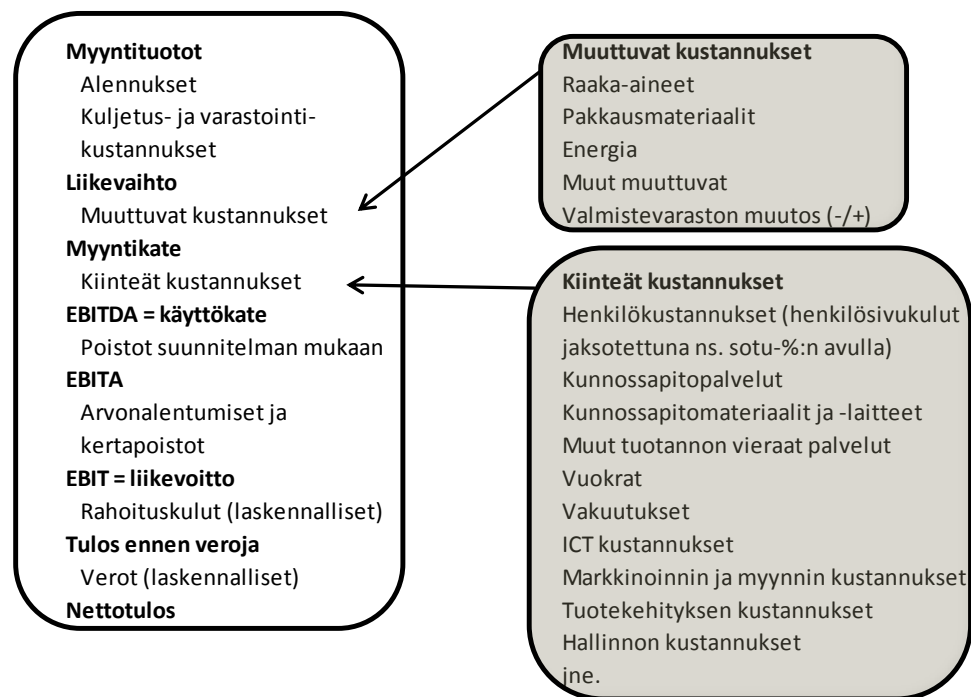 Myyntituotot
Alennukset
Kuljetus- ja varastointi-
kustannukset
Liikevaihto
Muuttuvat kustannukset
Myyntikate
Kiinteät kustannukset
EBITDA = käyttökate
Poistot suunnitelman mukaan
EBITA
Arvonalentumiset ja
kertapoistot
EBIT = liikevoitto
Rahoituskulut (laskennalliset)
Tulos ennen veroja
Verot (laskennalliset)
Nettotulos
Muuttuvat kustannukset
Raaka-aineet
Pakkausmateriaalit
Energia
Muut muuttuvat
Valmistevaraston muutos (-/+)
Kiinteät kustannukset
Henkilökustannukset (henkilösivukulut
jaksotettuna ns. sotu-%:n avulla)
Kunnossapitopalvelut
Kunnossapitomateriaalit ja -laitteet
Muut tuotannon vieraat palvelut
Vuokrat
Vakuutukset
ICT kustannukset
Markkinoinnin ja myynnin kustannukset
Tuotekehityksen kustannukset
Hallinnon kustannukset
jne.